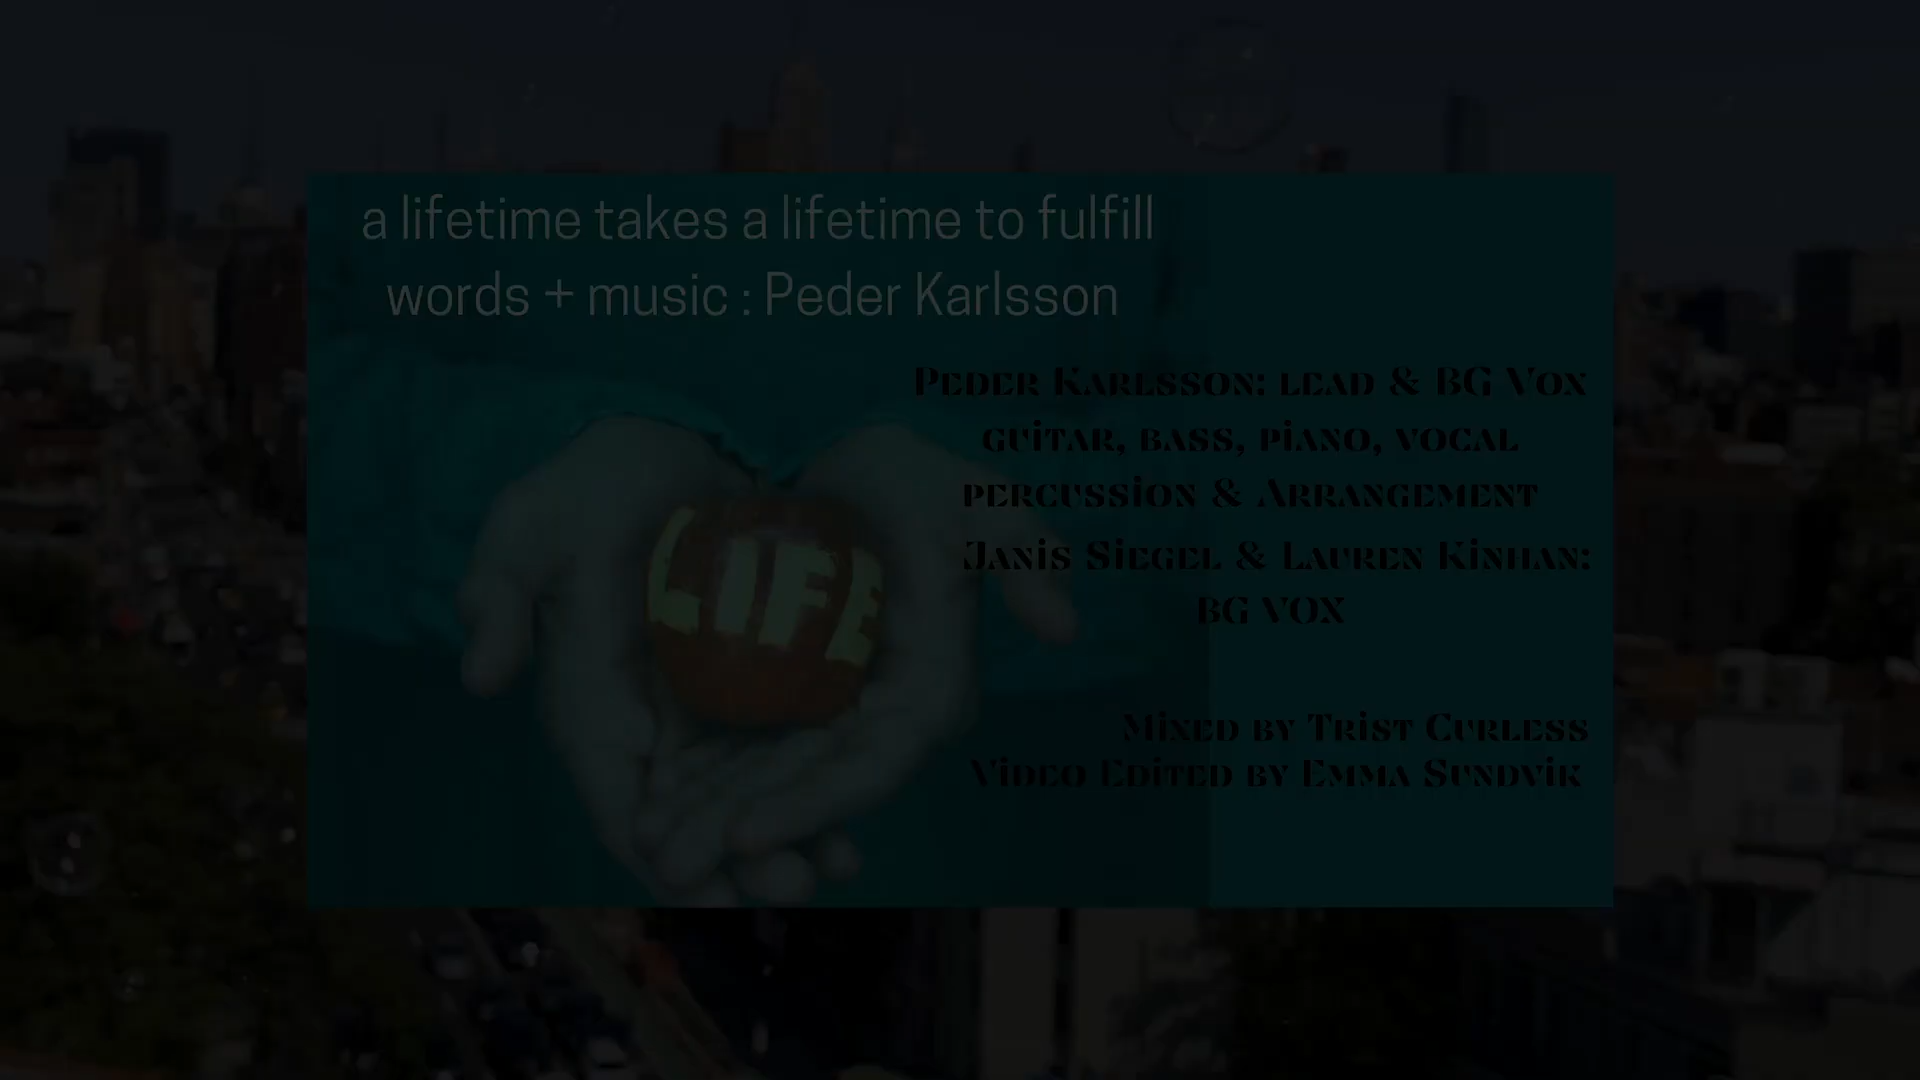 a lifetime takes a lifetime to fulfill
words + music : Peder Karlsson
Peder Karlsson: lead & BG Vox
guitar, bass, piano, vocal
percussion & Arrangement
Janis Siegel & Lauren Kinhan:
BG VOX
LIFE
Mixed by Trist Curless
Video Edited by Emma Sundvik